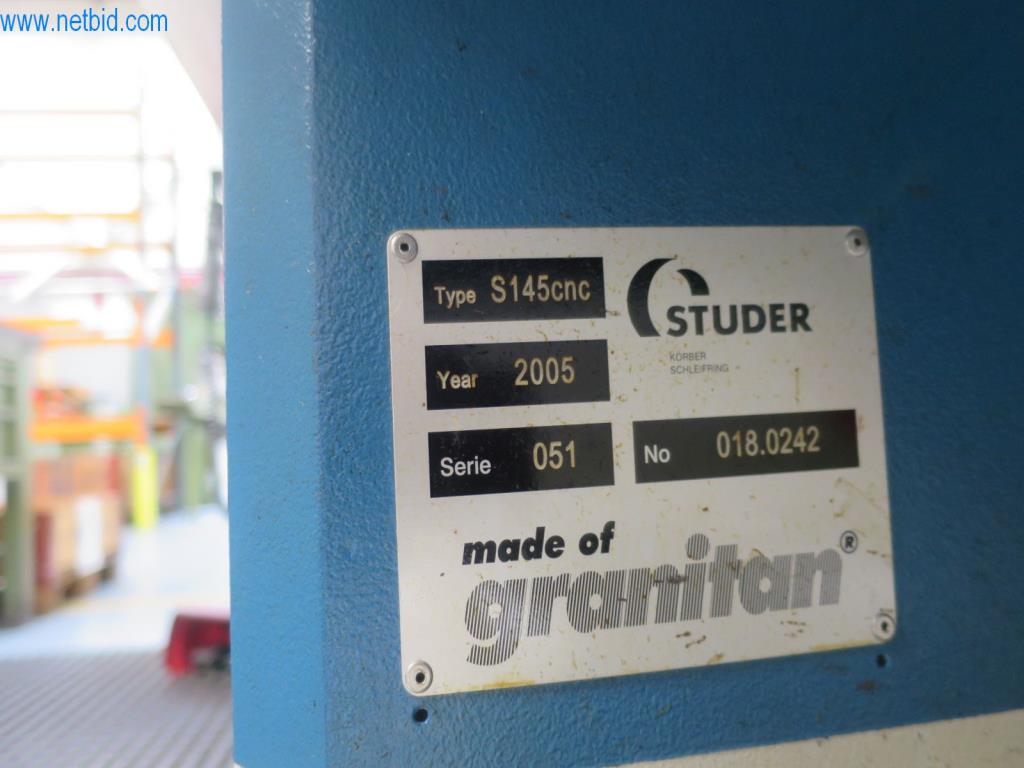 www.netbid.com
Type S145cnc
STUDER
KÖRBER
SCHLEIFRING
Year 2005
Serie 051
No 018.0242
made of
granitan®